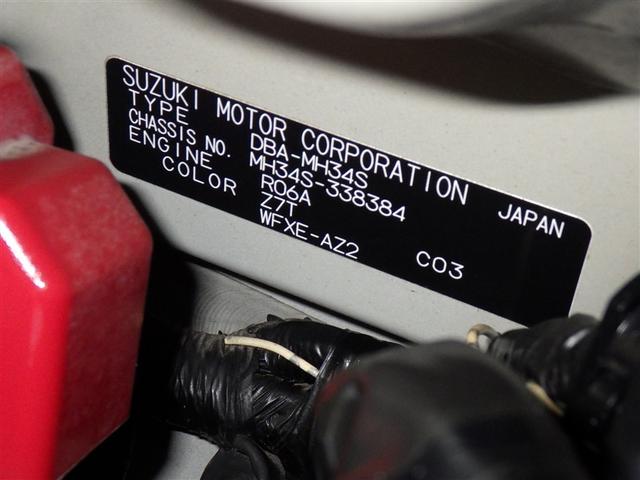 SUZUKI MOTOR CORPORATION JAPAN
TYPE DBA-MH34S
CHASSIS NO. MH34S-338384
ENGINE R06A
COLOR Z7T
WFXE-AZ2 C03